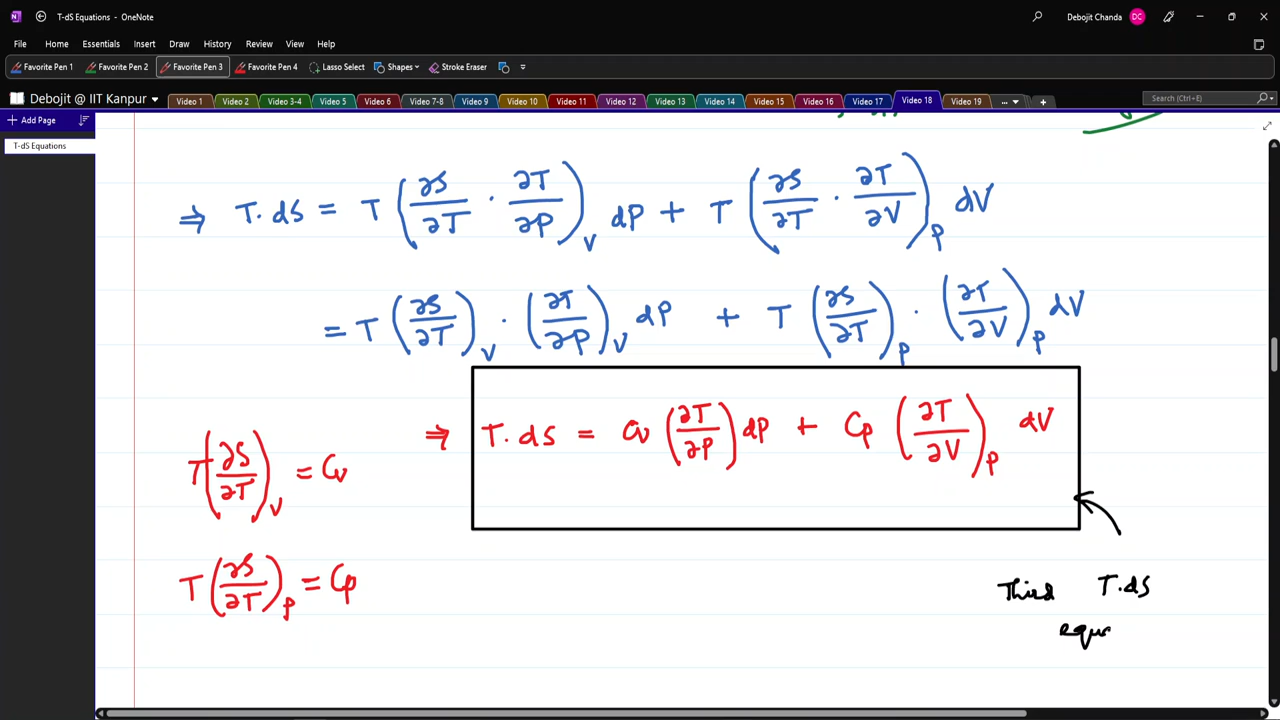 T-dS Equations - OneNote
Debojit Chanda DC
File Home Essentials Insert Draw History Review View Help
Favorite Pen 1 Favorite Pen 2 Favorite Pen 3 Favorite Pen 4 Lasso Select Shapes Stroke Eraser
Debojit @ IIT Kanpur Video 1 Video 2 Video 3-4 Video 5 Video 6 Video 7-8 Video 9 Video 10 Video 11 Video 12 Video 13 Video 14 Video 15 Video 16 Video 17 Video 18 Video 19 ... + Search (Ctrl+E)
+ Add Page
T-dS Equations
⇒ T.dS = T (∂S/∂T · ∂T/∂P)_V dP + T (∂S/∂T · ∂T/∂V)_P dV
= T (∂S/∂T)_V · (∂T/∂P)_V dP + T (∂S/∂T)_P · (∂T/∂V)_P dV
⇒ T.dS = Cv (∂T/∂P) dP + Cp (∂T/∂V)_P dV
T(∂S/∂T)_V = Cv
T(∂S/∂T)_P = Cp
Third T.dS
equa